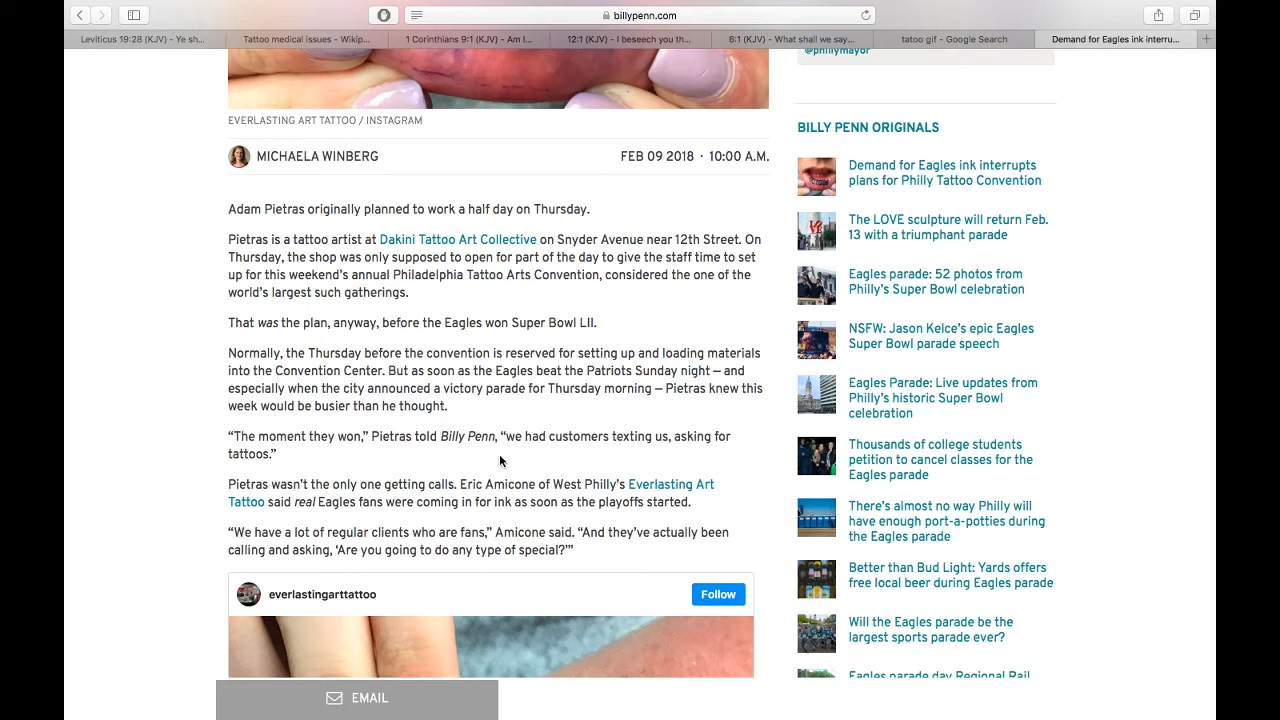 billypenn.com
Leviticus 19:28 (KJV) - Ye sh...
Tattoo medical issues - Wikip...
1 Corinthians 9:1 (KJV) - Am I...
12:1 (KJV) - I beseech you th...
6:1 (KJV) - What shall we say...
tatoo gif - Google Search
Demand for Eagles ink interru...
EVERLASTING ART TATTOO / INSTAGRAM
MICHAELA WINBERG
FEB 09 2018 · 10:00 A.M.
Adam Pietras originally planned to work a half day on Thursday.
Pietras is a tattoo artist at Dakini Tattoo Art Collective on Snyder Avenue near 12th Street. On
Thursday, the shop was only supposed to open for part of the day to give the staff time to set
up for this weekend's annual Philadelphia Tattoo Arts Convention, considered the one of the
world's largest such gatherings.
That was the plan, anyway, before the Eagles won Super Bowl LII.
Normally, the Thursday before the convention is reserved for setting up and loading materials
into the Convention Center. But as soon as the Eagles beat the Patriots Sunday night — and
especially when the city announced a victory parade for Thursday morning — Pietras knew this
week would be busier than he thought.
“The moment they won,” Pietras told Billy Penn, “we had customers texting us, asking for
tattoos.”
Pietras wasn't the only one getting calls. Eric Amicone of West Philly's Everlasting Art
Tattoo said real Eagles fans were coming in for ink as soon as the playoffs started.
“We have a lot of regular clients who are fans,” Amicone said. “And they've actually been
calling and asking, ‘Are you going to do any type of special?’”
everlastingarttattoo
Follow
EMAIL
@phillymayor
BILLY PENN ORIGINALS
Demand for Eagles ink interrupts
plans for Philly Tattoo Convention
The LOVE sculpture will return Feb.
13 with a triumphant parade
Eagles parade: 52 photos from
Philly's Super Bowl celebration
NSFW: Jason Kelce's epic Eagles
Super Bowl parade speech
Eagles Parade: Live updates from
Philly's historic Super Bowl
celebration
Thousands of college students
petition to cancel classes for the
Eagles parade
There's almost no way Philly will
have enough port-a-potties during
the Eagles parade
Better than Bud Light: Yards offers
free local beer during Eagles parade
Will the Eagles parade be the
largest sports parade ever?
Eagles parade day Regional Rail